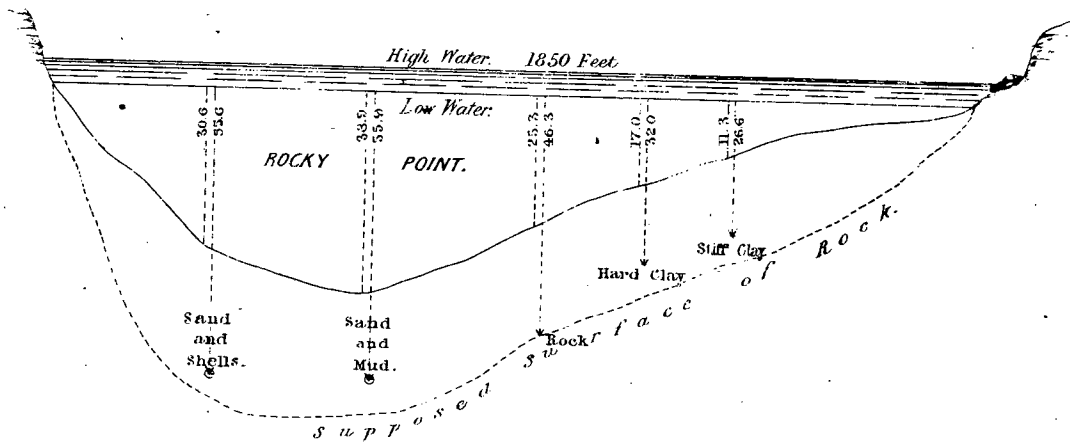 High Water. 1850 Feet
Low Water.
30.6
55.6
38.9
55.9
25.3
46.3
17.0
32.0
11.3
26.6
ROCKY POINT.
Stiff Clay
Hard Clay
Rock
Sand
and
Shells.
Sand
and
Mud.
Supposed Surface of Rock.